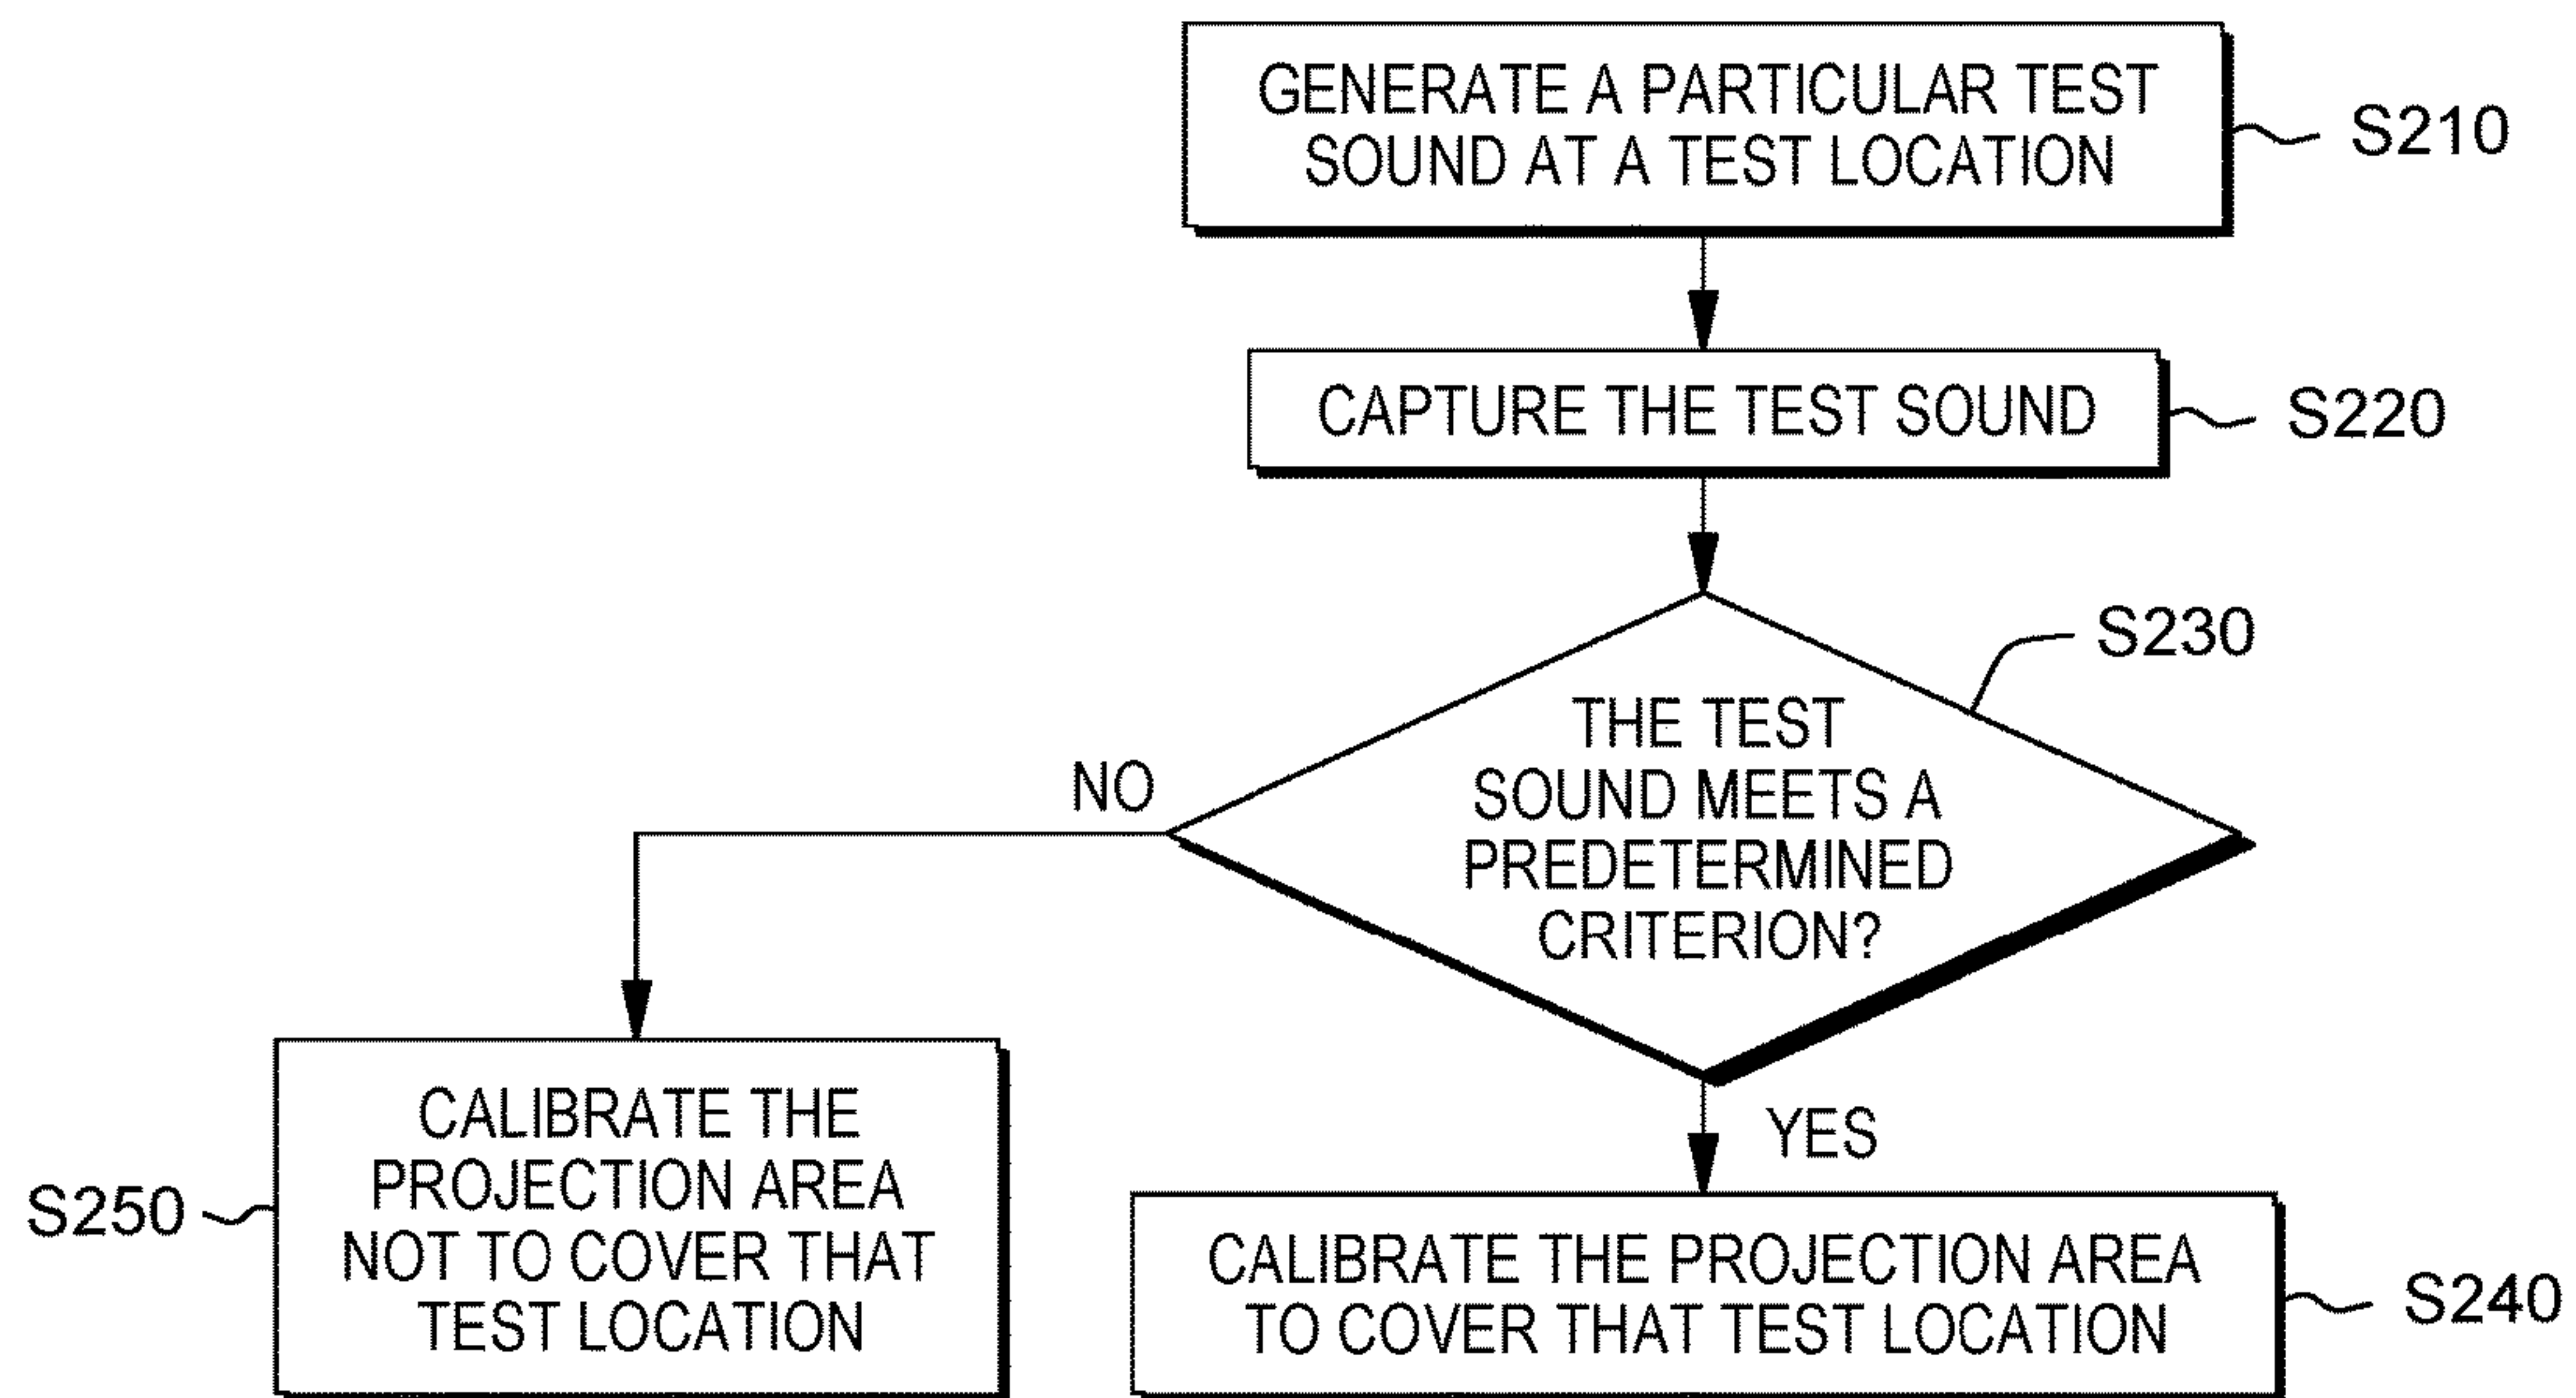 GENERATE A PARTICULAR TEST
SOUND AT A TEST LOCATION
S210
CAPTURE THE TEST SOUND
S220
S230
THE TEST
SOUND MEETS A
PREDETERMINED
CRITERION?
NO
YES
CALIBRATE THE
PROJECTION AREA
NOT TO COVER THAT
TEST LOCATION
S250
CALIBRATE THE PROJECTION AREA
TO COVER THAT TEST LOCATION
S240